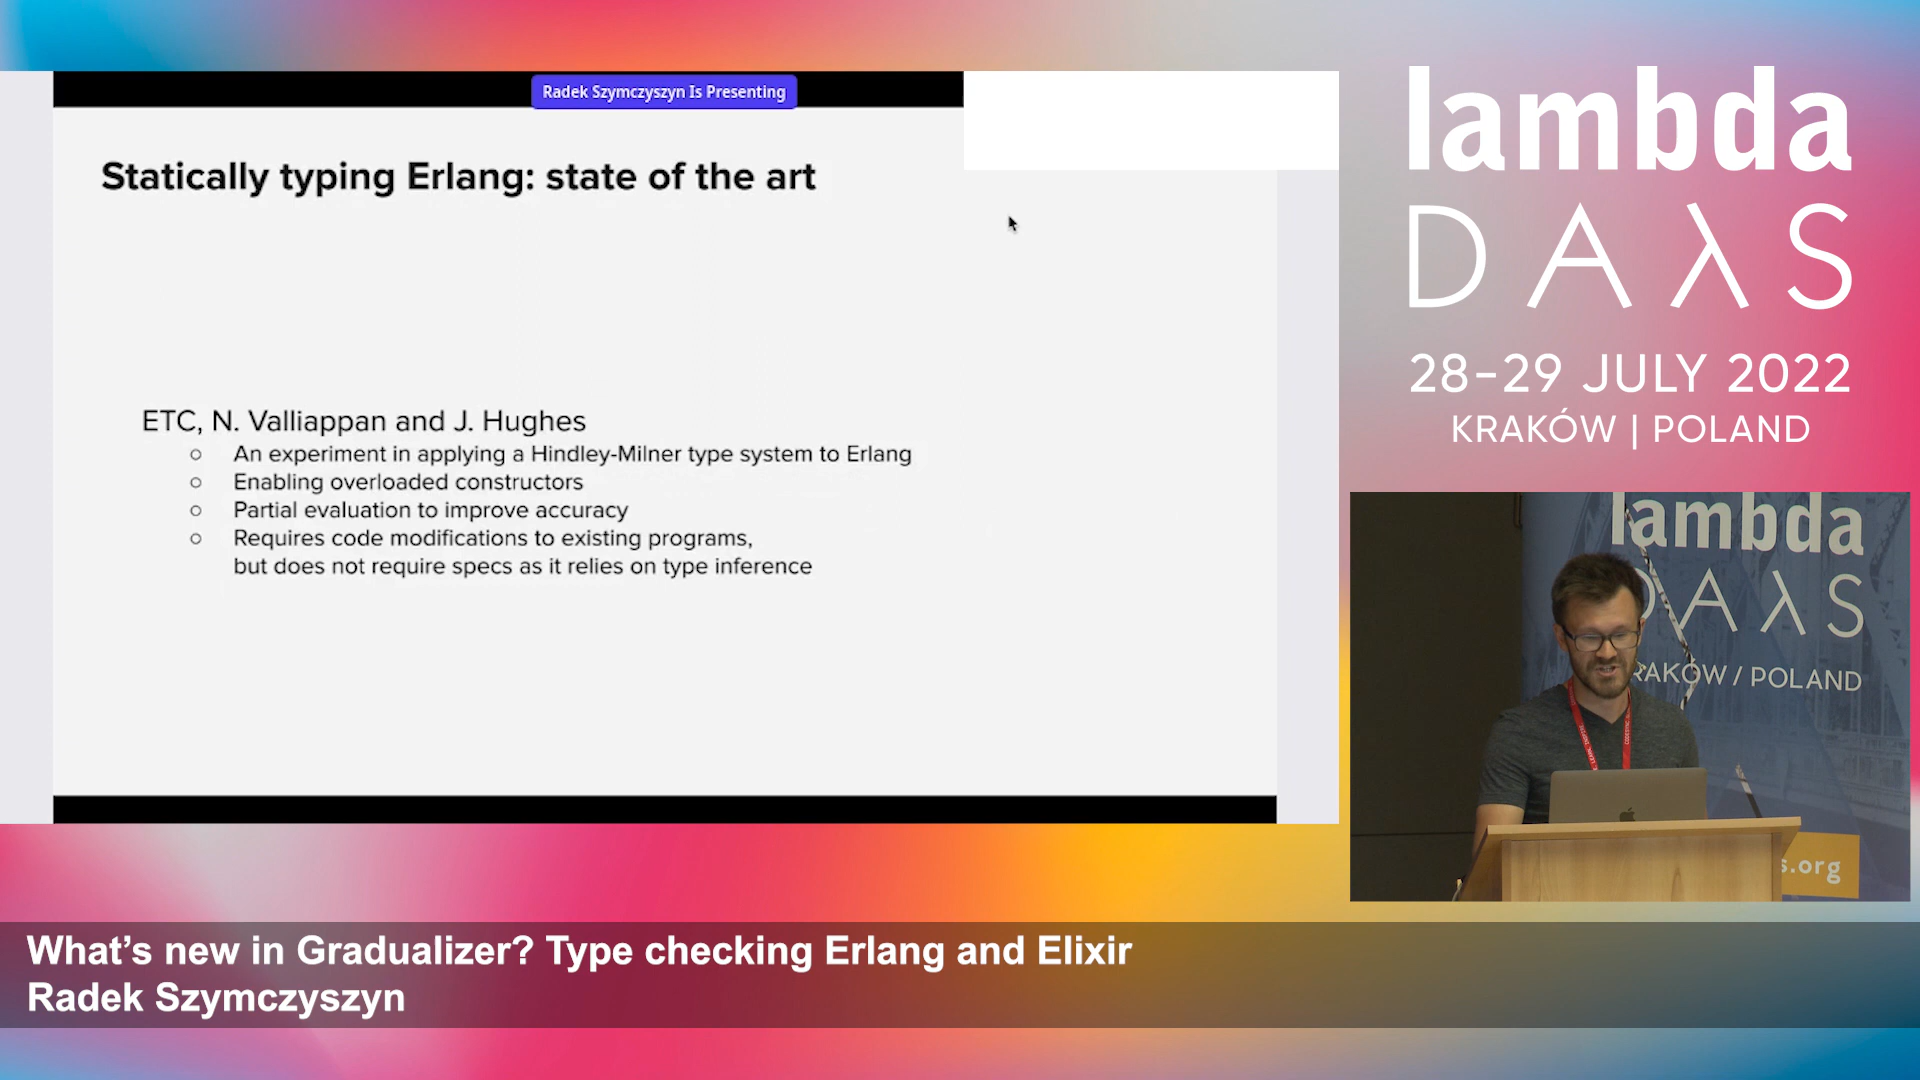 Radek Szymczyszyn Is Presenting
Statically typing Erlang: state of the art
ETC, N. Valliappan and J. Hughes
○ An experiment in applying a Hindley-Milner type system to Erlang
○ Enabling overloaded constructors
○ Partial evaluation to improve accuracy
○ Requires code modifications to existing programs,
but does not require specs as it relies on type inference
lambda
DAλS
28-29 JULY 2022
KRAKÓW | POLAND
lambda
DAλS
RAKÓW / POLAND
s.org
What's new in Gradualizer? Type checking Erlang and Elixir
Radek Szymczyszyn